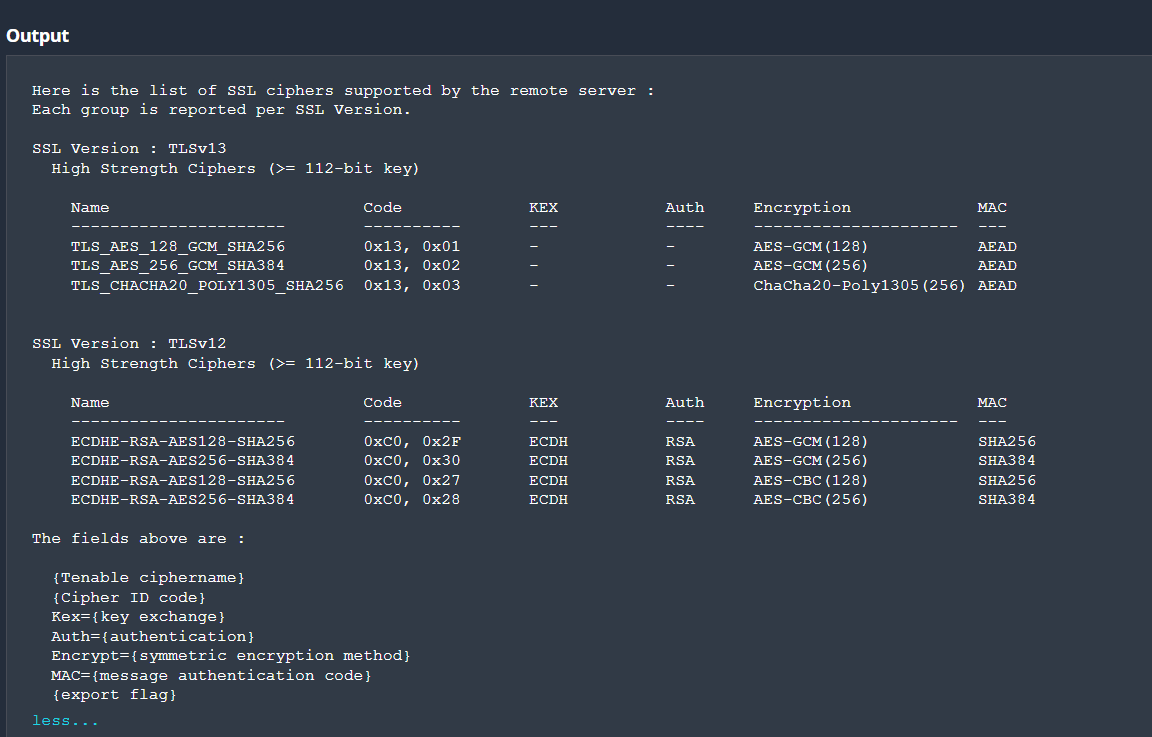 Output
Here is the list of SSL ciphers supported by the remote server :
Each group is reported per SSL Version.
SSL Version : TLSv13
High Strength Ciphers (>= 112-bit key)
Name Code KEX Auth Encryption MAC
---------------------- ---------- --- ---- --------------------- ---
TLS_AES_128_GCM_SHA256 0x13, 0x01 - - AES-GCM(128) AEAD
TLS_AES_256_GCM_SHA384 0x13, 0x02 - - AES-GCM(256) AEAD
TLS_CHACHA20_POLY1305_SHA256 0x13, 0x03 - - ChaCha20-Poly1305(256) AEAD
SSL Version : TLSv12
High Strength Ciphers (>= 112-bit key)
Name Code KEX Auth Encryption MAC
---------------------- ---------- --- ---- --------------------- ---
ECDHE-RSA-AES128-SHA256 0xC0, 0x2F ECDH RSA AES-GCM(128) SHA256
ECDHE-RSA-AES256-SHA384 0xC0, 0x30 ECDH RSA AES-GCM(256) SHA384
ECDHE-RSA-AES128-SHA256 0xC0, 0x27 ECDH RSA AES-CBC(128) SHA256
ECDHE-RSA-AES256-SHA384 0xC0, 0x28 ECDH RSA AES-CBC(256) SHA384
The fields above are :
{Tenable ciphername}
{Cipher ID code}
Kex={key exchange}
Auth={authentication}
Encrypt={symmetric encryption method}
MAC={message authentication code}
{export flag}
less...